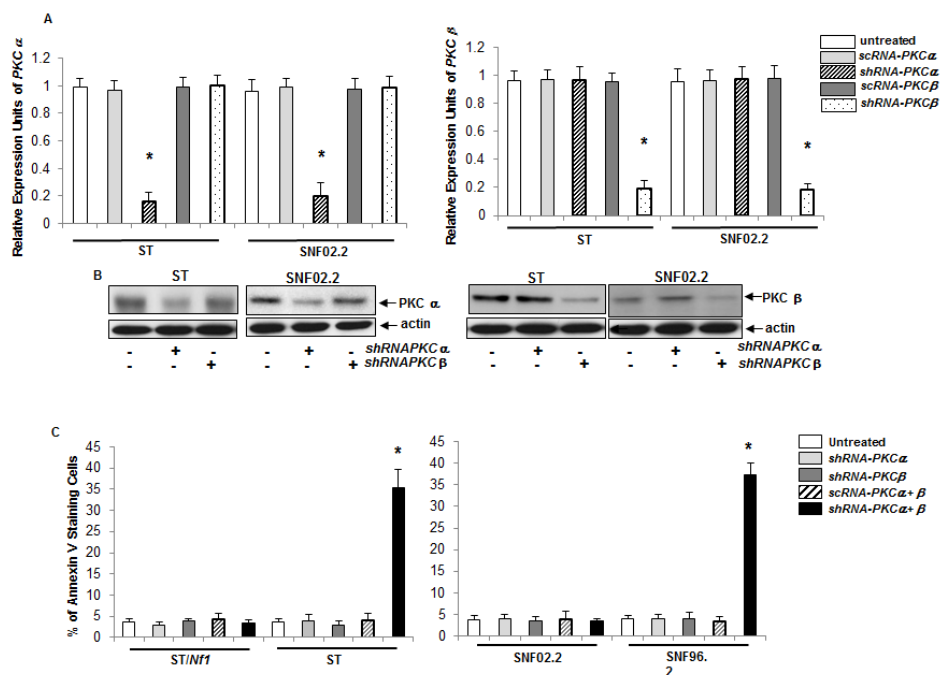 A
Relative Expression Units of PKC α
1.2
1
0.8
0.6
0.4
0.2
0
*
*
ST
SNF02.2
Relative Expression Units of PKC β
1.2
1
0.8
0.6
0.4
0.2
0
*
*
ST
SNF02.2
untreated
scRNA-PKCα
shRNA-PKCα
scRNA-PKCβ
shRNA-PKCβ
B
ST
SNF02.2
PKC α
actin
- + - - + - shRNAPKC α
- - + - - + shRNAPKC β
ST
SNF02.2
PKC β
actin
- + - - + - shRNAPKC α
- - + - - + shRNAPKC β
C
% of Annexin V Staining Cells
45
40
35
30
25
20
15
10
5
0
*
ST/Nf1
ST
45
40
35
30
25
20
15
10
5
0
*
SNF02.2
SNF96.
2
Untreated
shRNA-PKCα
shRNA-PKCβ
scRNA-PKCα+ β
shRNA-PKCα+ β